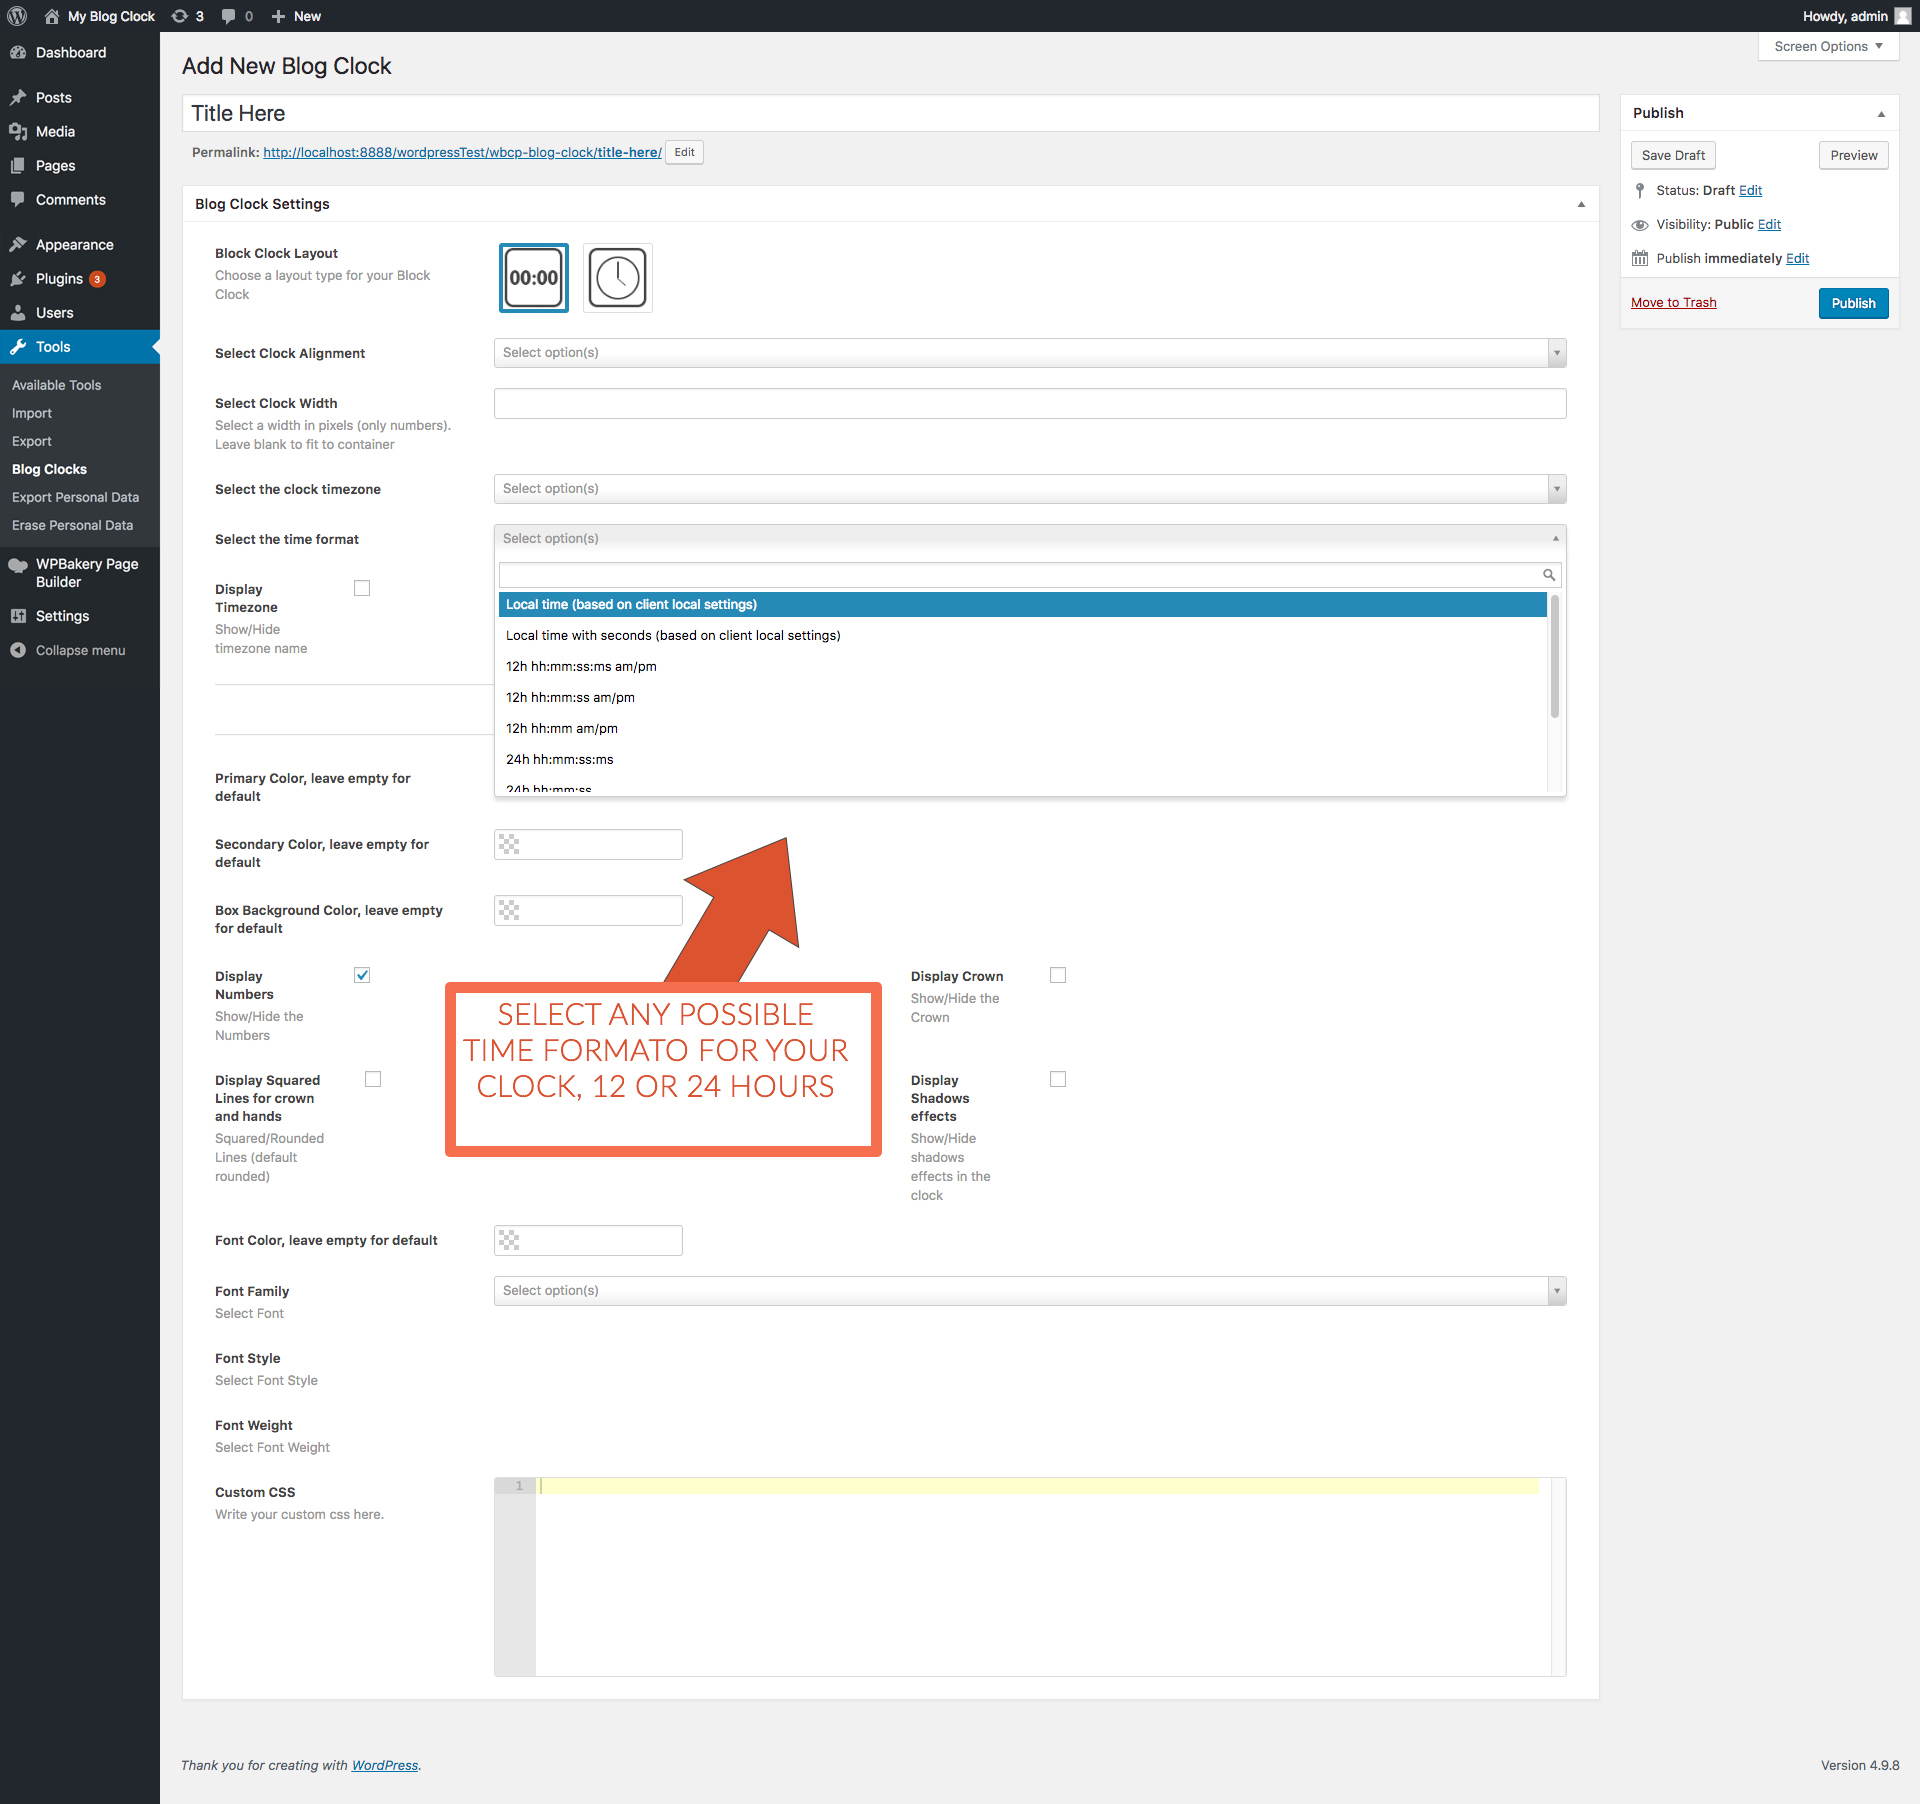 My Blog Clock 3 0 New Howdy, admin
Dashboard
Posts
Media
Pages
Comments
Appearance
Plugins 3
Users
Tools
Available Tools
Import
Export
Blog Clocks
Export Personal Data
Erase Personal Data
WPBakery Page
Builder
Settings
Collapse menu
Screen Options
Add New Blog Clock
Title Here
Permalink: http://localhost:8888/wordpressTest/wbcp-blog-clock/title-here/ Edit
Blog Clock Settings
Block Clock Layout
Choose a layout type for your Block
Clock
00:00
Select Clock Alignment
Select option(s)
Select Clock Width
Select a width in pixels (only numbers).
Leave blank to fit to container
Select the clock timezone
Select option(s)
Select the time format
Select option(s)
Local time (based on client local settings)
Local time with seconds (based on client local settings)
12h hh:mm:ss:ms am/pm
12h hh:mm:ss am/pm
12h hh:mm am/pm
24h hh:mm:ss:ms
24h hh:mm:ss
Display
Timezone
Show/Hide
timezone name
Primary Color, leave empty for
default
Secondary Color, leave empty for
default
Box Background Color, leave empty
for default
Display
Numbers
Show/Hide the
Numbers
SELECT ANY POSSIBLE
TIME FORMATO FOR YOUR
CLOCK, 12 OR 24 HOURS
Display Crown
Show/Hide the
Crown
Display Squared
Lines for crown
and hands
Squared/Rounded
Lines (default
rounded)
Display
Shadows
effects
Show/Hide
shadows
effects in the
clock
Font Color, leave empty for default
Font Family
Select Font
Select option(s)
Font Style
Select Font Style
Font Weight
Select Font Weight
Custom CSS
Write your custom css here.
1
Publish
Save Draft Preview
Status: Draft Edit
Visibility: Public Edit
Publish immediately Edit
Move to Trash Publish
Thank you for creating with WordPress. Version 4.9.8